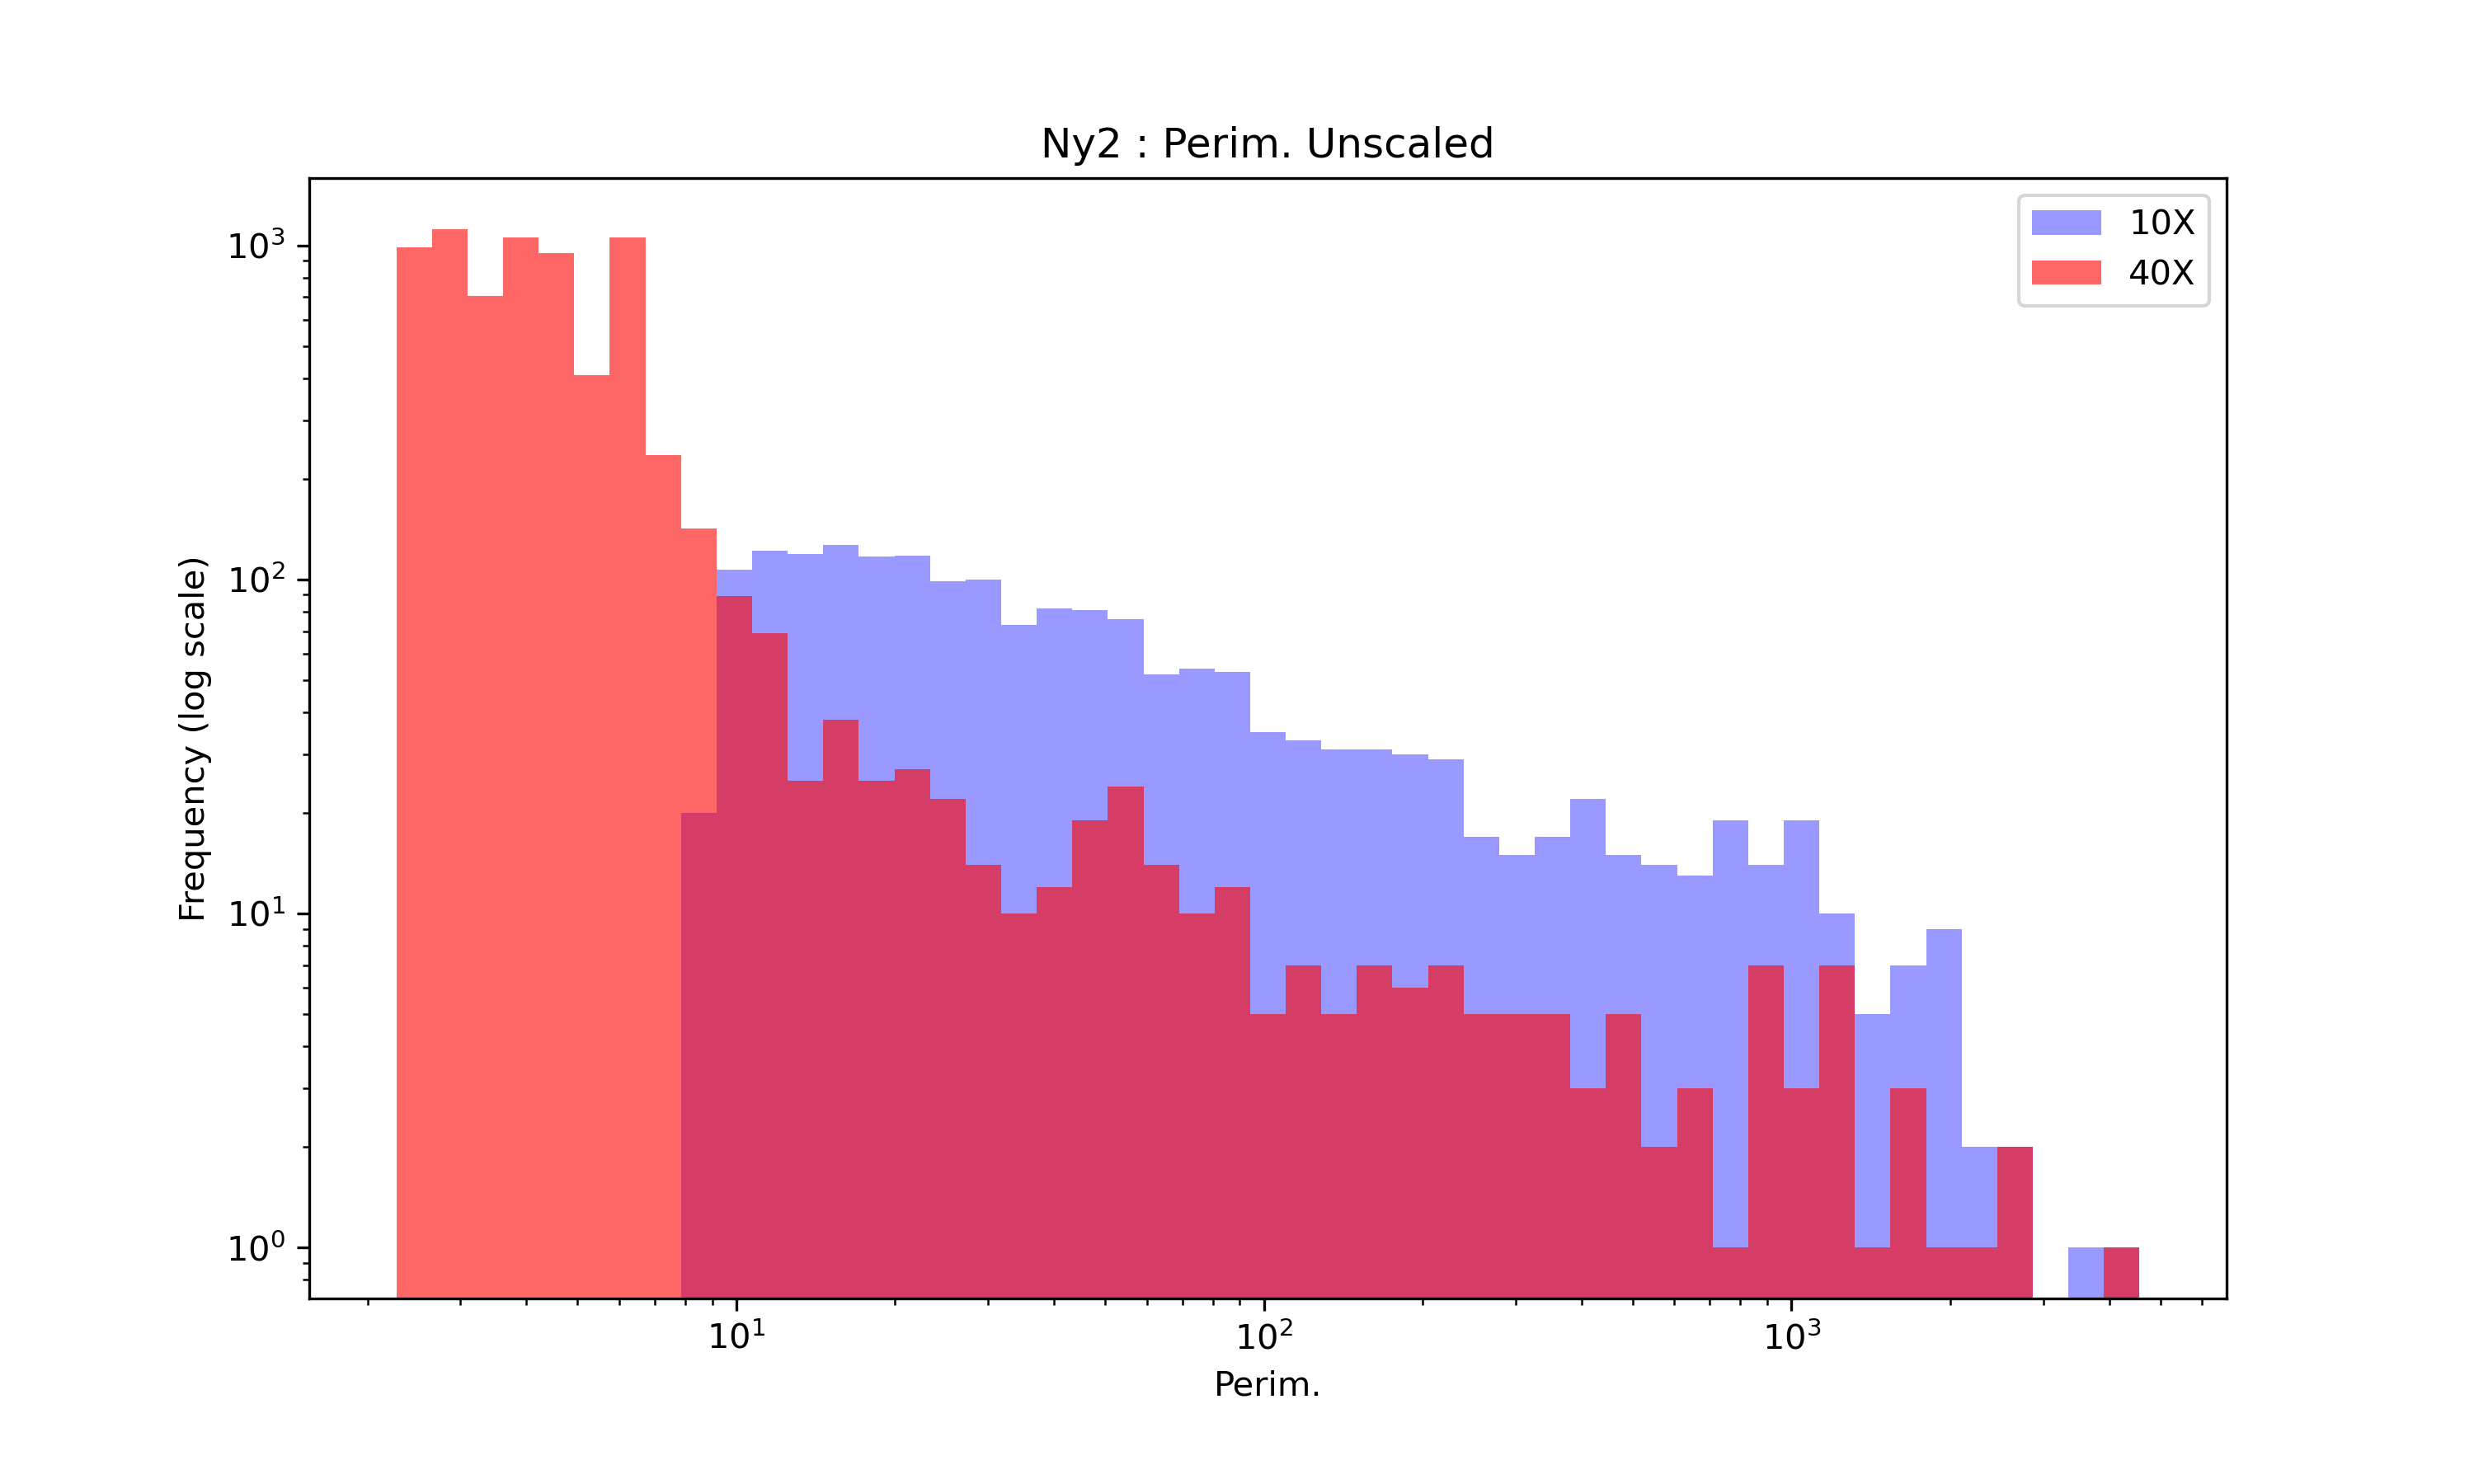 Ny2 : Perim. Unscaled
10X
40X
Frequency (log scale)
10³
10²
10¹
10⁰
10¹ 10² 10³
Perim.